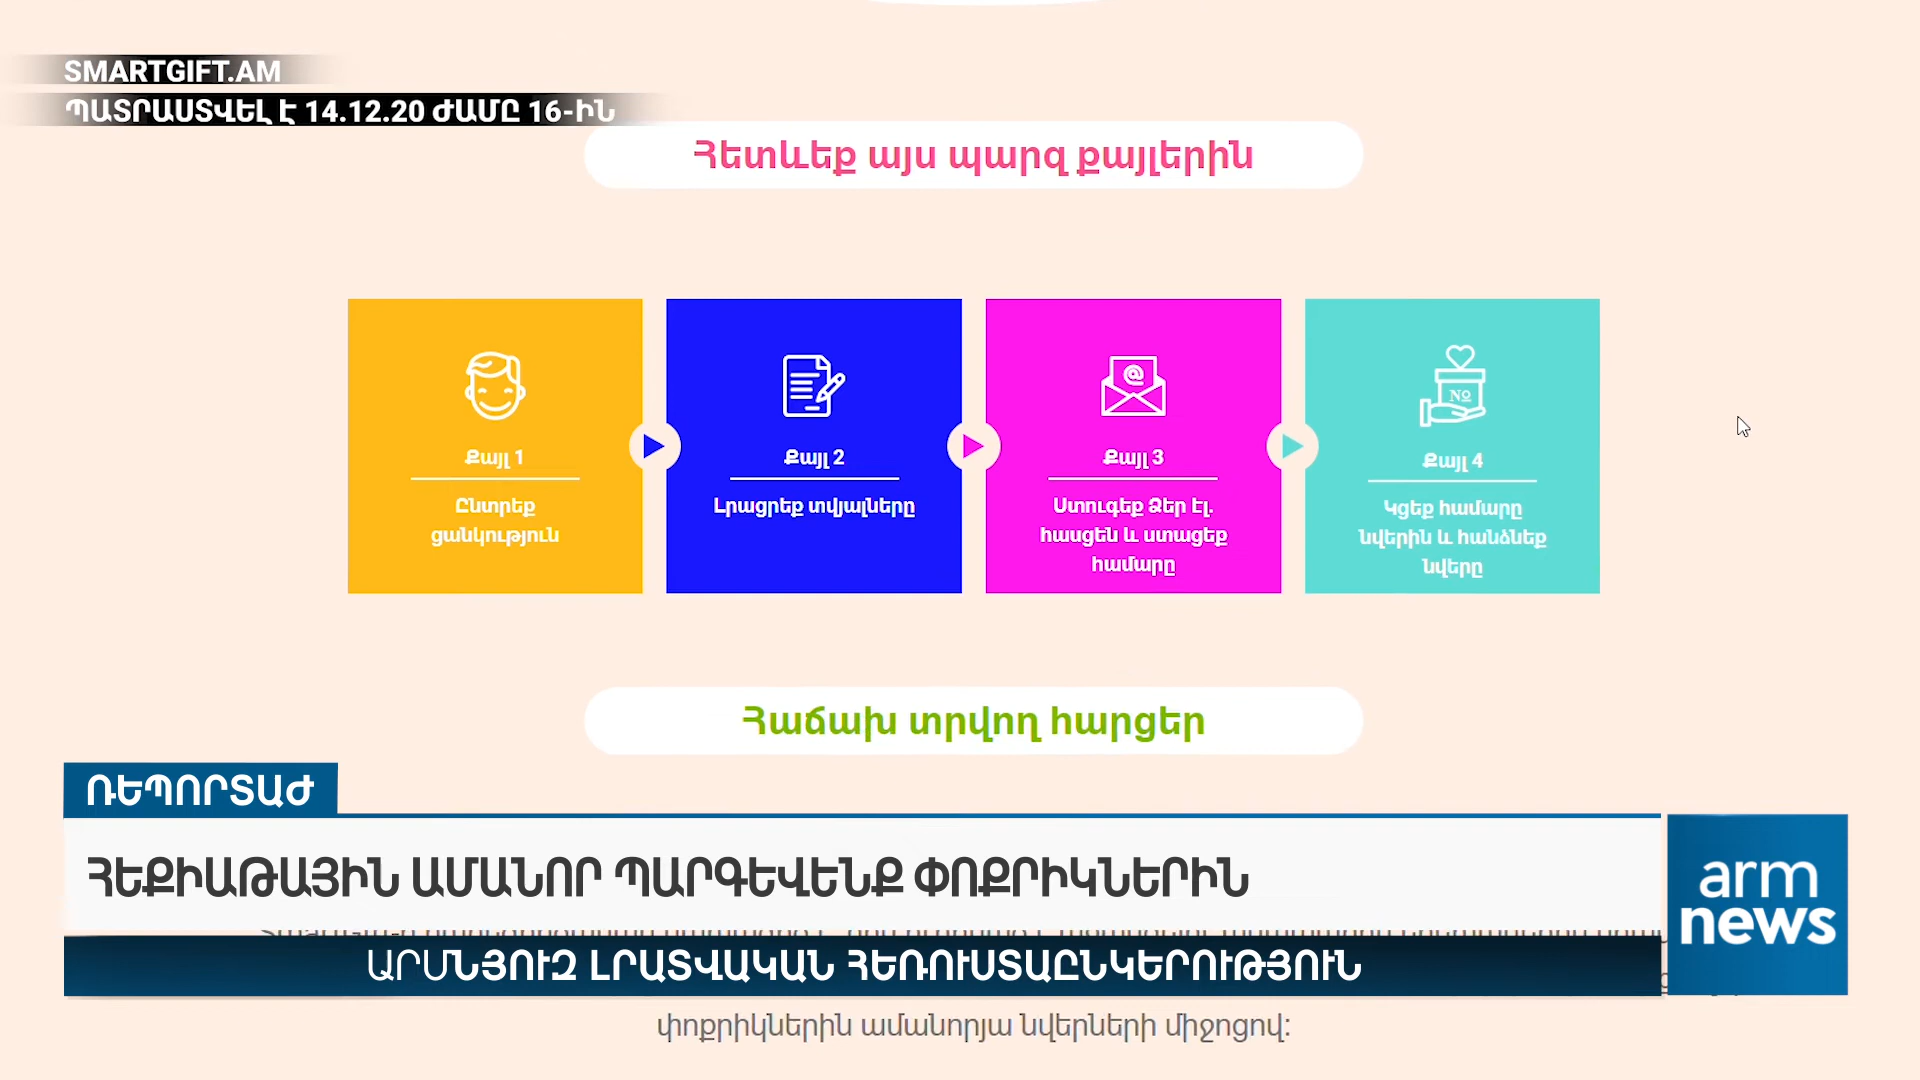 SMARTGIFT.AM
ՊԱՏՐԱՍՏՎԵԼ Է 14.12.20 ԺԱՄԸ 16-ԻՆ
Հետևեք այս պարզ քայլերին
Քայլ 1
Ընտրեք
ցանկություն
Քայլ 2
Լրացրեք տվյալները
@
Քայլ 3
Ստուգեք Ձեր էլ.
հասցեն և ստացեք
համարը
№
Քայլ 4
Կցեք համարը
նվերին և հանձնեք
նվերը
Հաճախ տրվող հարցեր
ՌԵՊՈՐՏԱԺ
ՀԵՔԻԱԹԱՅԻՆ ԱՄԱՆՈՐ ՊԱՐԳԵՎԵՆՔ ՓՈՔՐԻԿՆԵՐԻՆ
arm
news
ԱՐՄՆՅՈՒԶ ԼՐԱՏՎԱԿԱՆ ՀԵՌՈՒՍՏԱԸՆԿԵՐՈՒԹՅՈՒՆ
փոքրիկներին ամանորյա նվերների միջոցով: